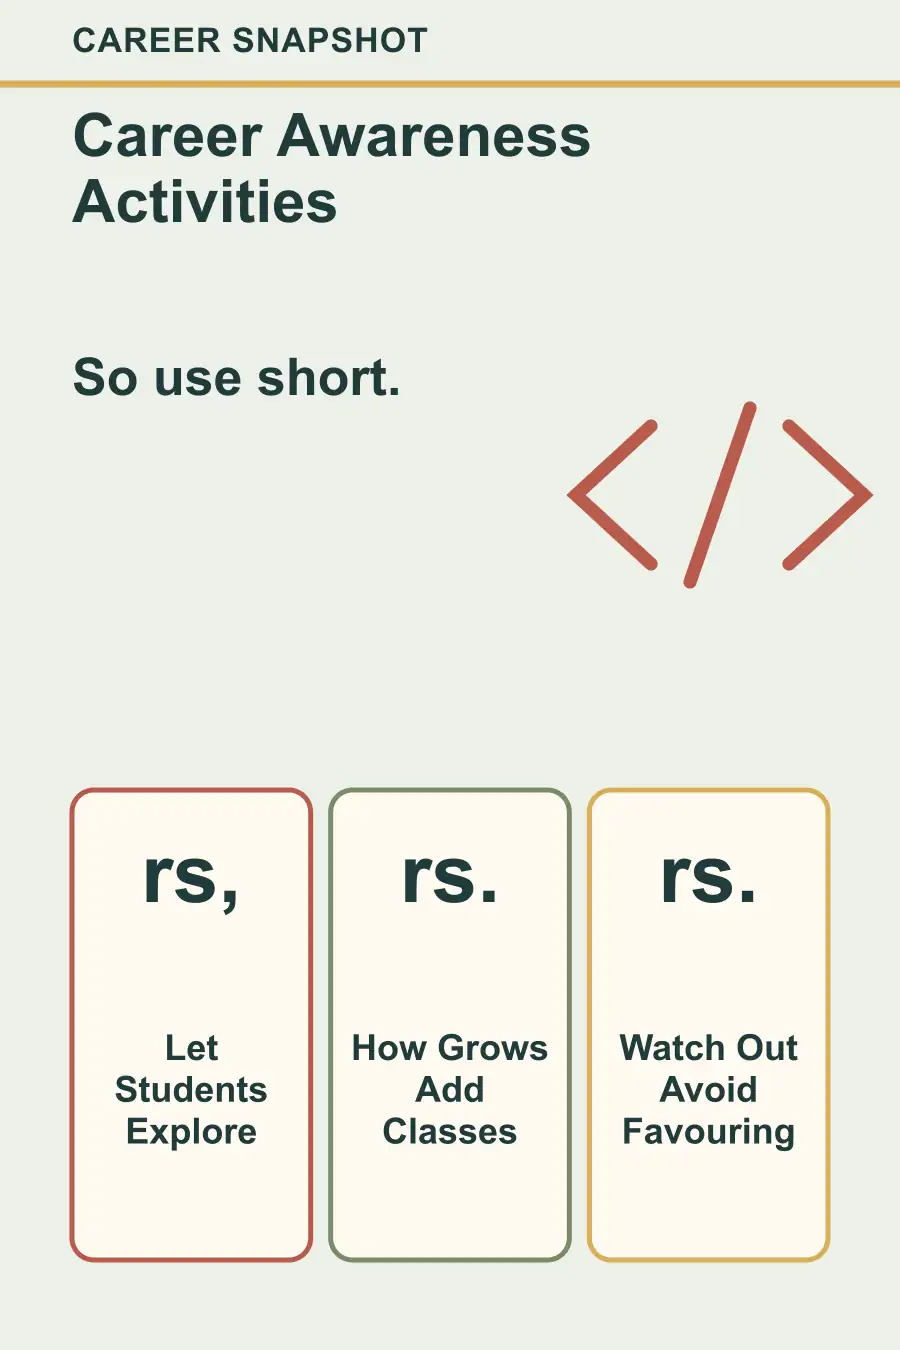 CAREER SNAPSHOT
Career Awareness
Activities
So use short.
</>
rs,
Let
Students
Explore
rs.
How Grows
Add
Classes
rs.
Watch Out
Avoid
Favouring